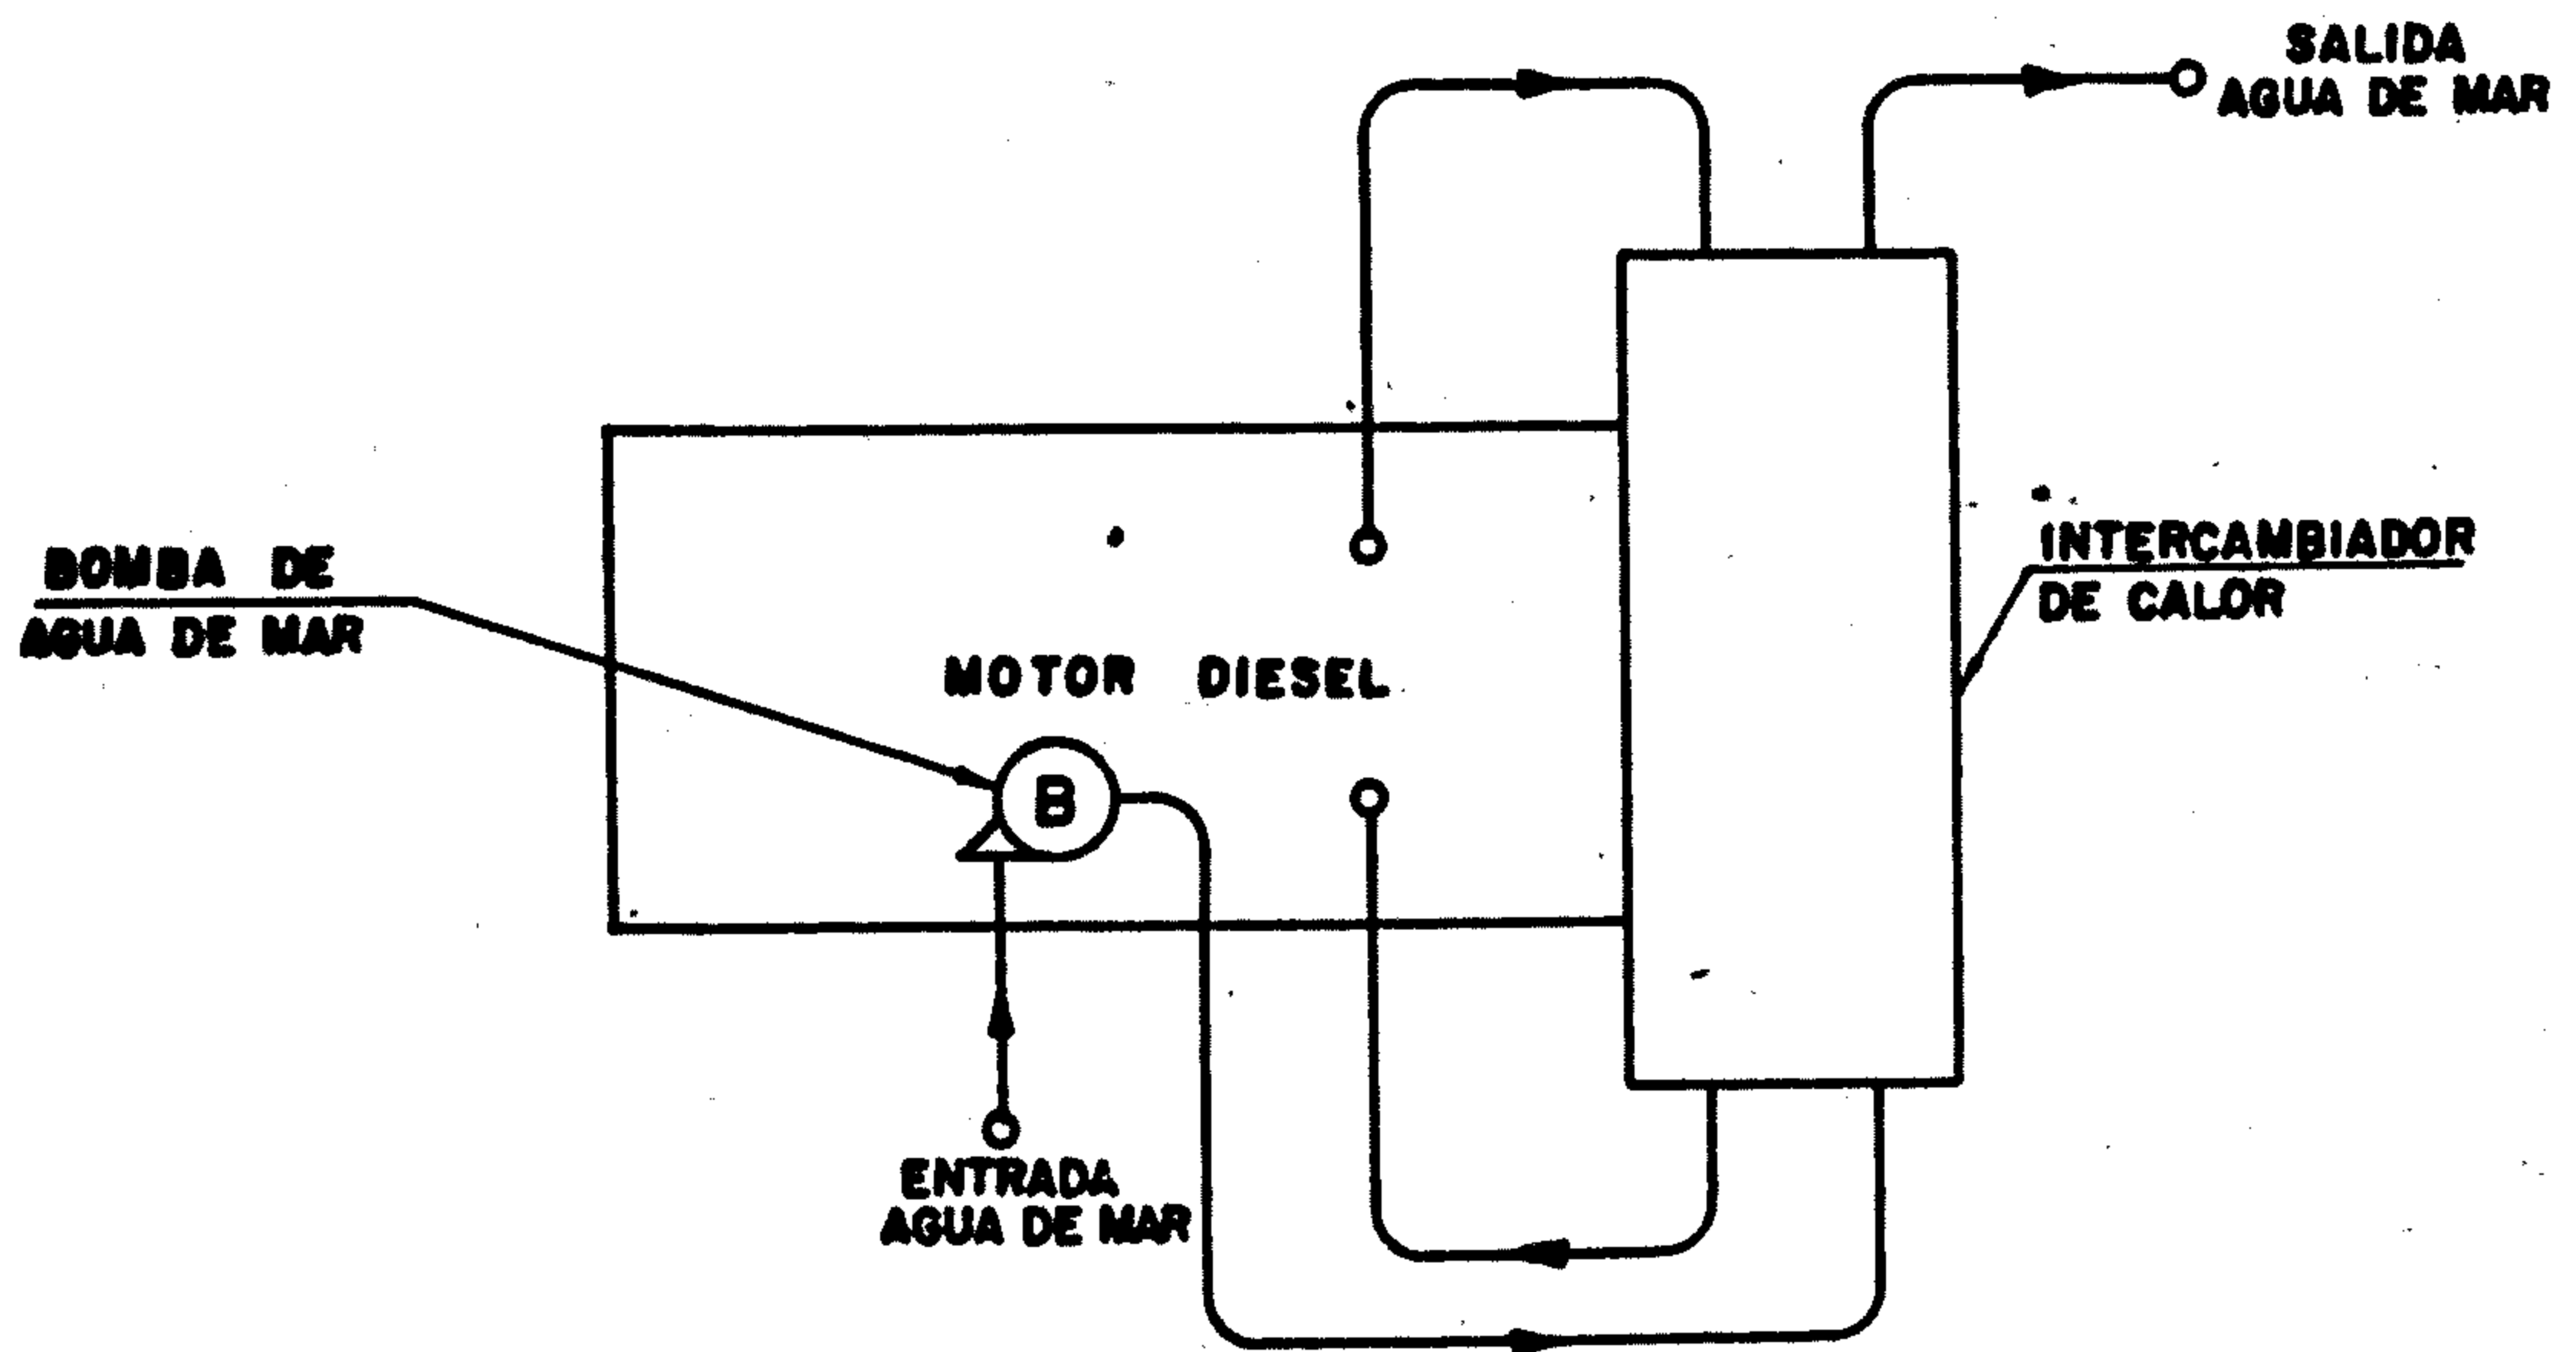 SALIDA
AGUA DE MAR
BOMBA DE
AGUA DE MAR
INTERCAMBIADOR
DE CALOR
MOTOR DIESEL
B
ENTRADA
AGUA DE MAR